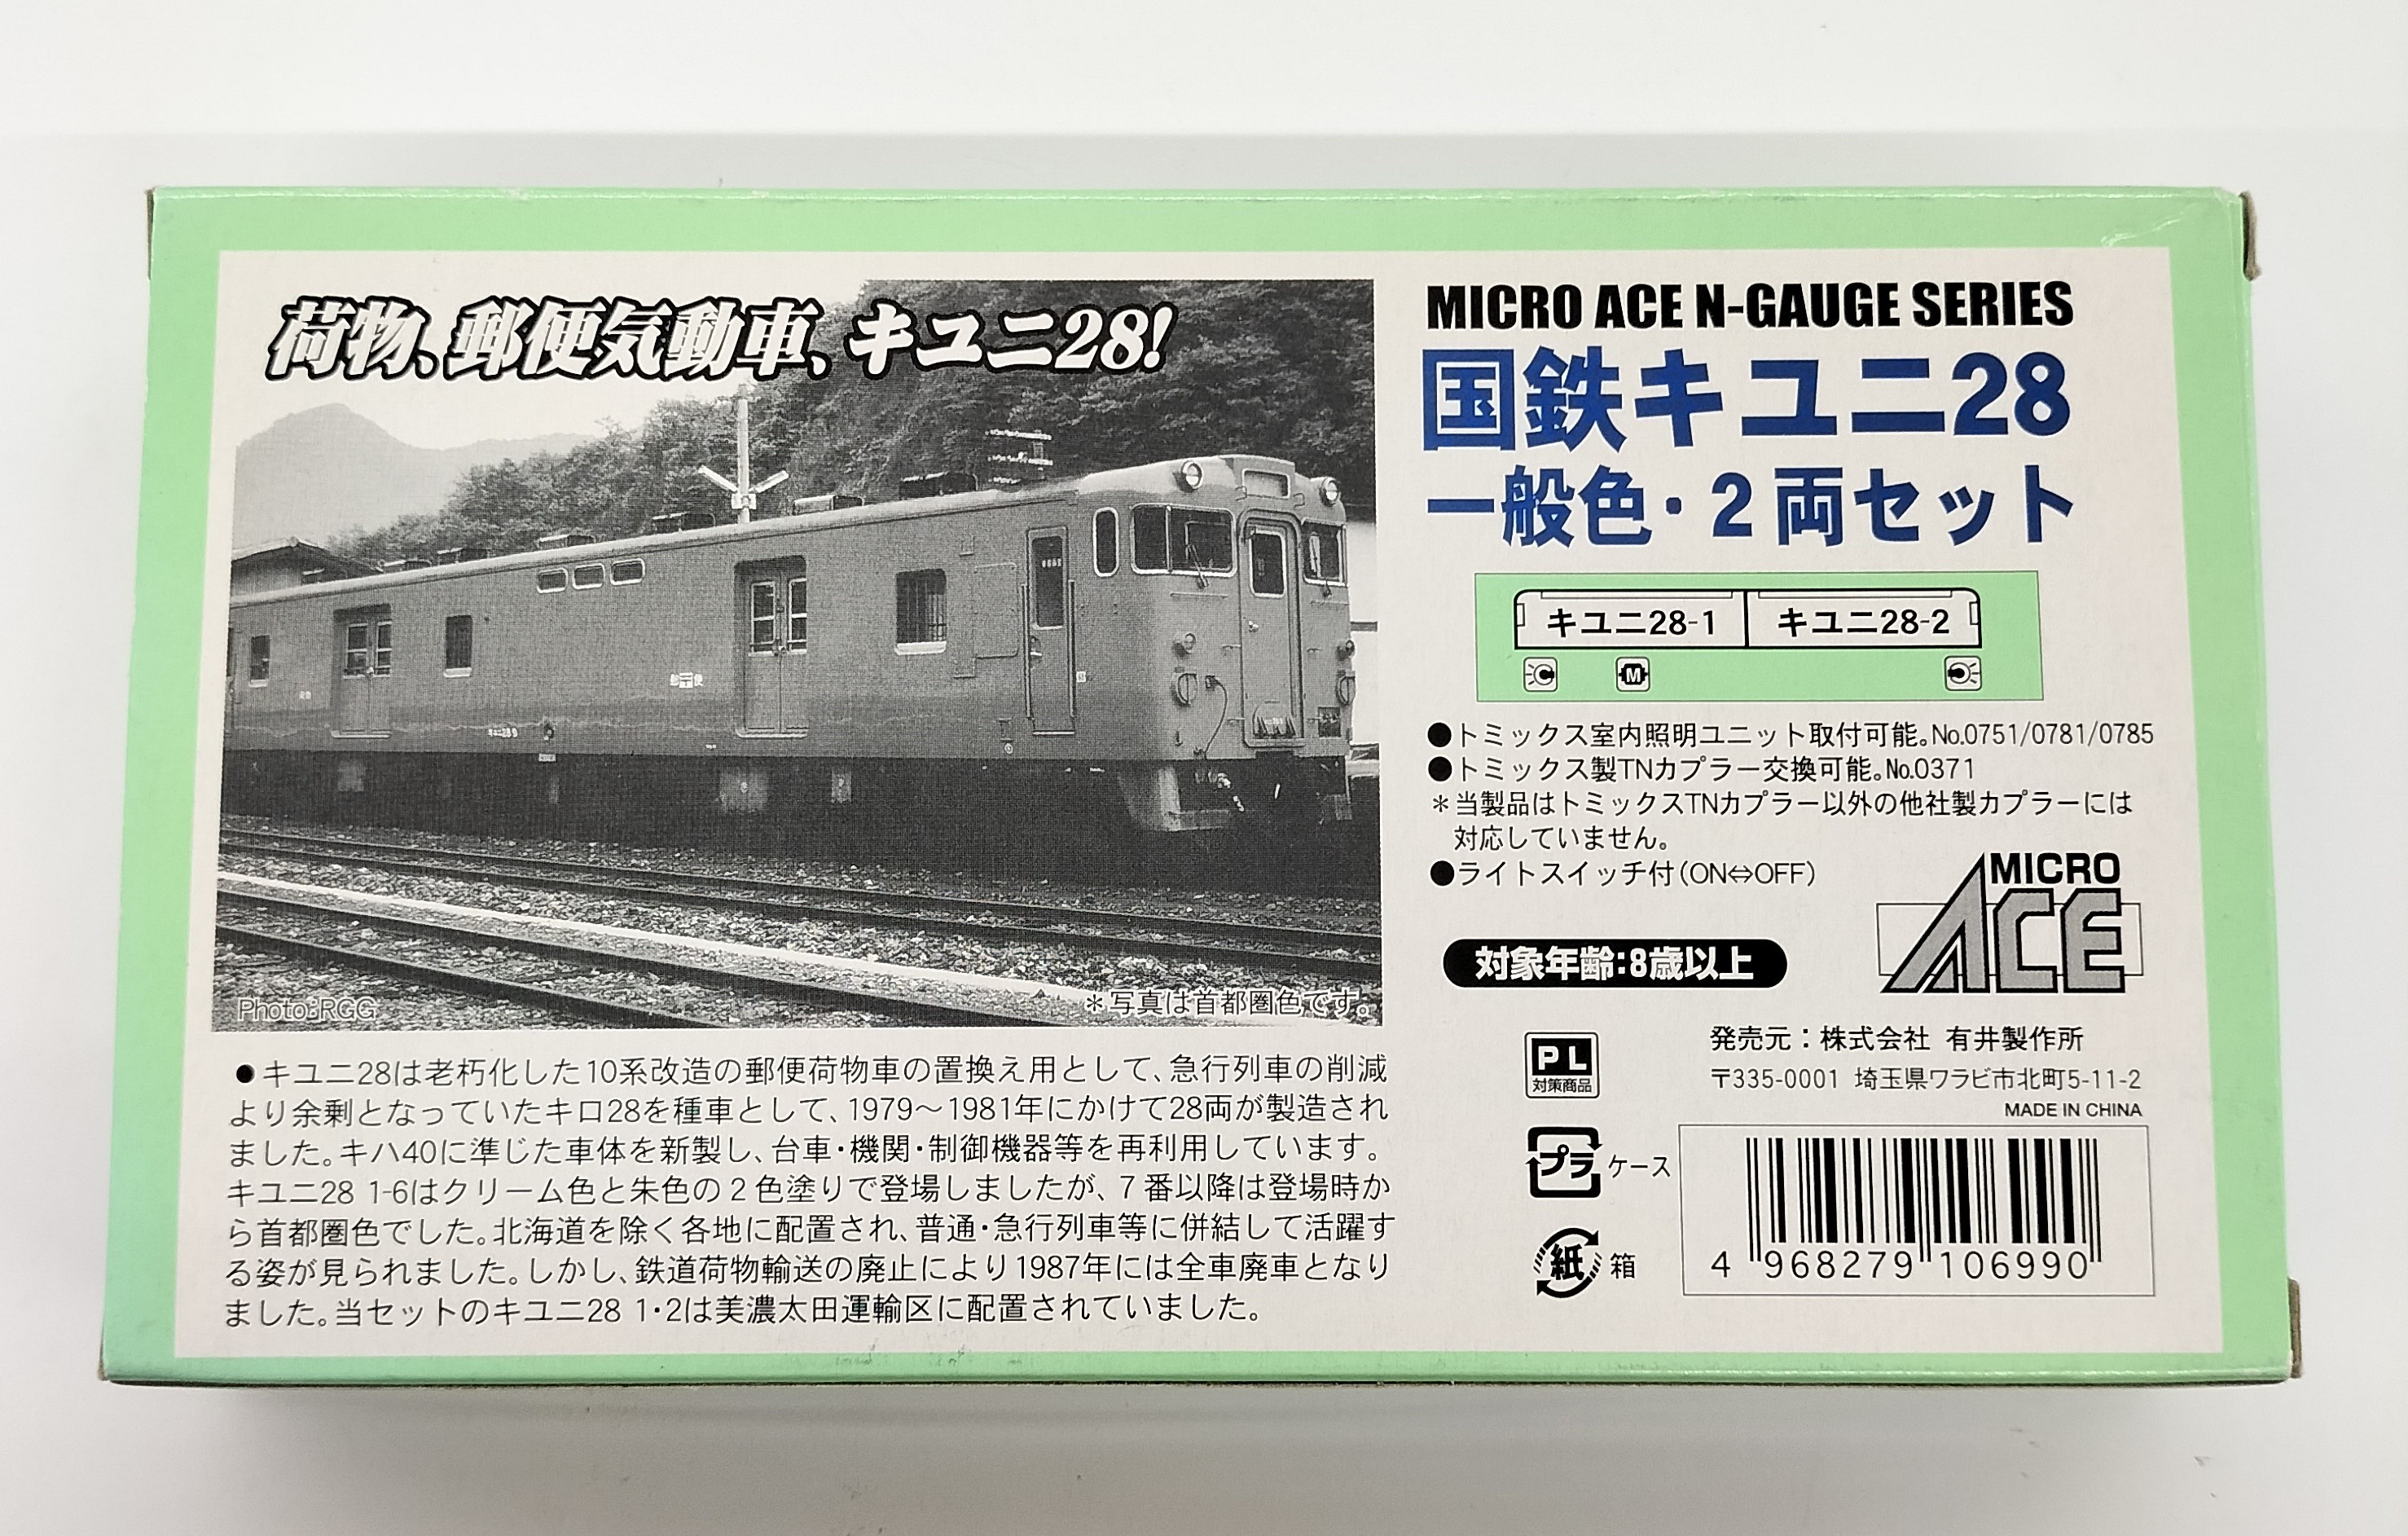 荷物、郵便気動車、キユニ28!
郵〒便
キユニ28 9
Photo:RGG
＊写真は首都圏色です。
●キユニ28は老朽化した10系改造の郵便荷物車の置換え用として、急行列車の削減
より余剰となっていたキロ28を種車として、1979～1981年にかけて28両が製造され
ました。キハ40に準じた車体を新製し、台車・機関・制御機器等を再利用しています。
キユニ28 1-6はクリーム色と朱色の２色塗りで登場しましたが、７番以降は登場時か
ら首都圏色でした。北海道を除く各地に配置され、普通・急行列車等に併結して活躍す
る姿が見られました。しかし、鉄道荷物輸送の廃止により1987年には全車廃車となり
ました。当セットのキユニ28 1・2は美濃太田運輸区に配置されていました。
MICRO ACE N-GAUGE SERIES
国鉄キユニ28
一般色・２両セット
キユニ28-1 キユニ28-2
M
●トミックス室内照明ユニット取付可能。No.0751/0781/0785
●トミックス製TNカプラー交換可能。No.0371
＊当製品はトミックスTNカプラー以外の他社製カプラーには
対応していません。
●ライトスイッチ付(ON⇔OFF)
MICRO
ACE
対象年齢:8歳以上
PL
対策商品
発売元：株式会社 有井製作所
〒335-0001 埼玉県ワラビ市北町5-11-2
MADE IN CHINA
プラ ケース
紙 箱
4 968279 106990